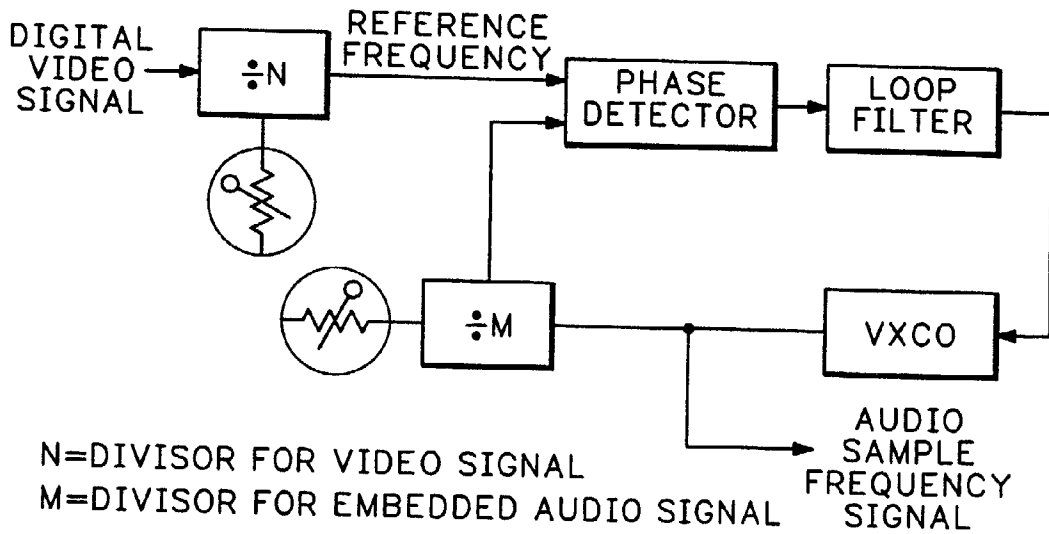 DIGITAL
VIDEO
SIGNAL
÷N
REFERENCE
FREQUENCY
PHASE
DETECTOR
LOOP
FILTER
÷M
VXCO
AUDIO
SAMPLE
FREQUENCY
SIGNAL
N=DIVISOR FOR VIDEO SIGNAL
M=DIVISOR FOR EMBEDDED AUDIO SIGNAL